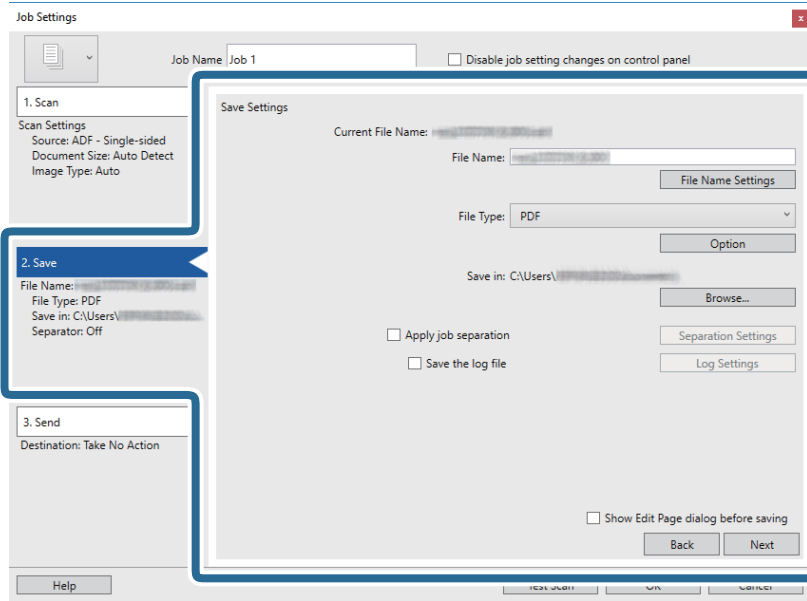 Job Settings
x
Job Name Job 1
Disable job setting changes on control panel
1. Scan
Scan Settings
Source: ADF - Single-sided
Document Size: Auto Detect
Image Type: Auto
2. Save
File Name:
File Type: PDF
Save in: C:\Users\
Separator: Off
3. Send
Destination: Take No Action
Save Settings
Current File Name:
File Name:
File Name Settings
File Type: PDF
Option
Save in: C:\Users\
Browse...
Apply job separation
Separation Settings
Save the log file
Log Settings
Show Edit Page dialog before saving
Back Next
Help
Test Scan OK Cancel